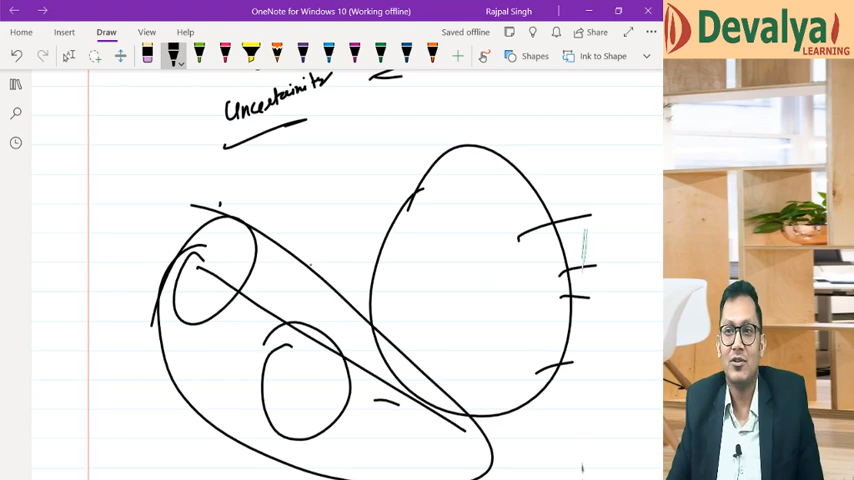 OneNote for Windows 10 (Working offline)
Rajpal Singh
Home Insert Draw View Help
Saved offline
Share
Shapes
Ink to Shape
Uncertainity
Devalya
LEARNING